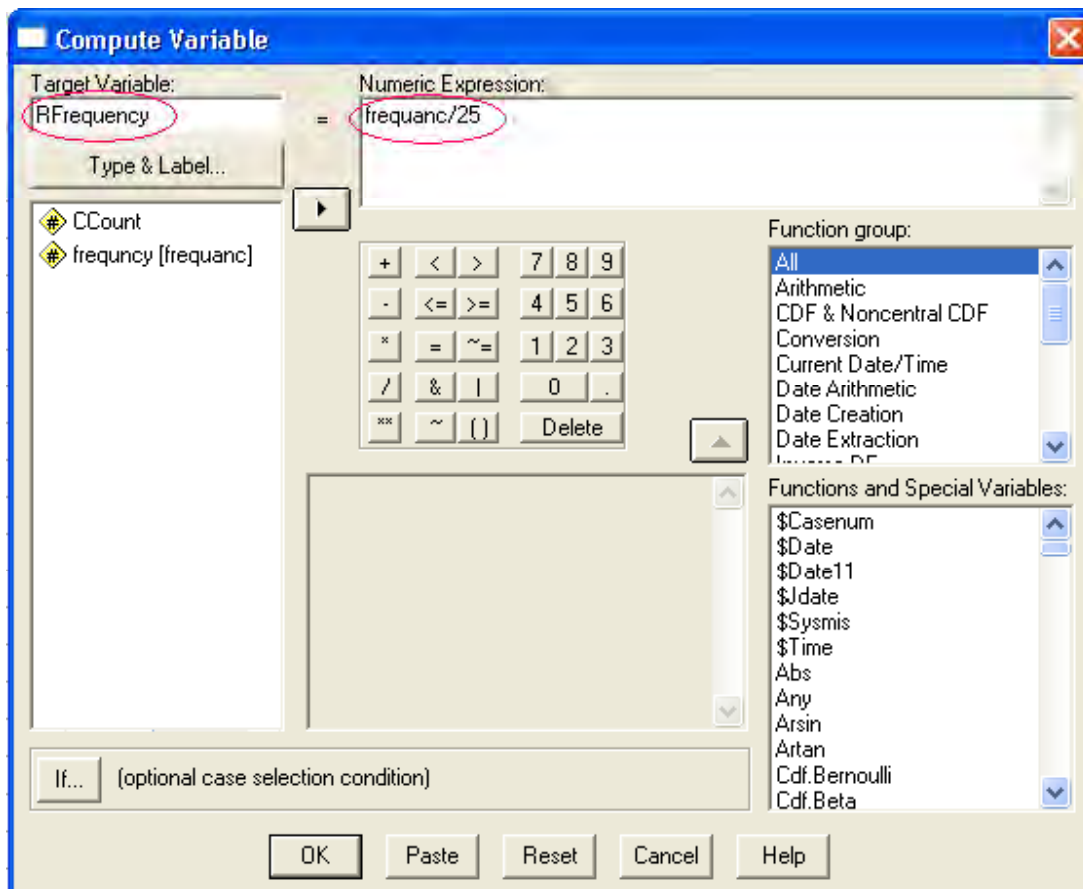 Compute Variable
Target Variable:
RFrequency
=
Numeric Expression:
frequanc/25
Type & Label...
CCount
frequncy [frequanc]
+ < > 7 8 9
- <= >= 4 5 6
* = ~= 1 2 3
/ & | 0 .
** ~ () Delete
Function group:
All
Arithmetic
CDF & Noncentral CDF
Conversion
Current Date/Time
Date Arithmetic
Date Creation
Date Extraction
Functions and Special Variables:
$Casenum
$Date
$Date11
$Jdate
$Sysmis
$Time
Abs
Any
Arsin
Artan
Cdf.Bernoulli
Cdf.Beta
If... (optional case selection condition)
OK Paste Reset Cancel Help